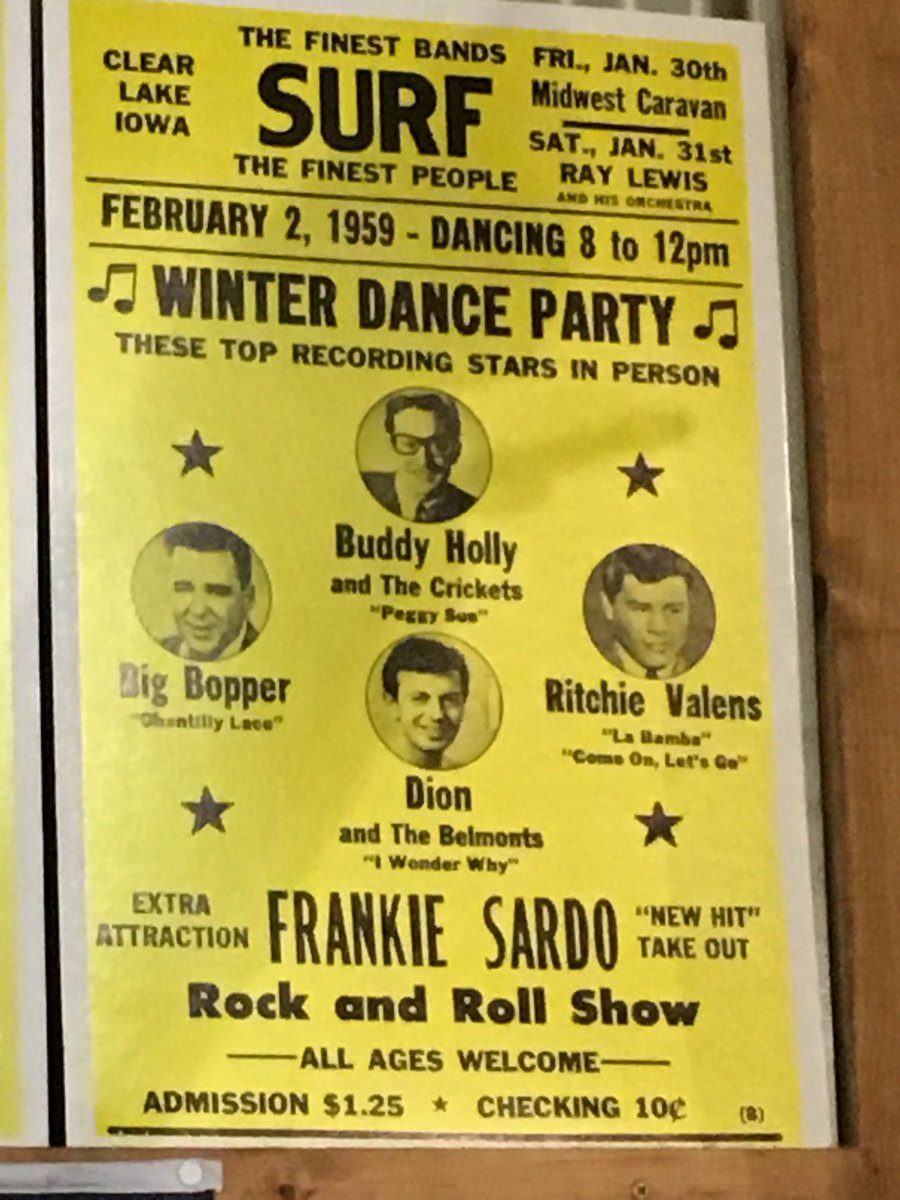 CLEAR
LAKE
IOWA
THE FINEST BANDS
SURF
THE FINEST PEOPLE
FRI., JAN. 30th
Midwest Caravan
SAT., JAN. 31st
RAY LEWIS
AND HIS ORCHESTRA
FEBRUARY 2, 1959 - DANCING 8 to 12pm
WINTER DANCE PARTY
THESE TOP RECORDING STARS IN PERSON
Buddy Holly
and The Crickets
"Peggy Sue"
Big Bopper
"Chantilly Lace"
Ritchie Valens
"La Bamba"
"Come On, Let's Go"
Dion
and The Belmonts
"I Wonder Why"
EXTRA
ATTRACTION
FRANKIE SARDO
"NEW HIT"
TAKE OUT
Rock and Roll Show
ALL AGES WELCOME
ADMISSION $1.25 ★ CHECKING 10¢
(B)